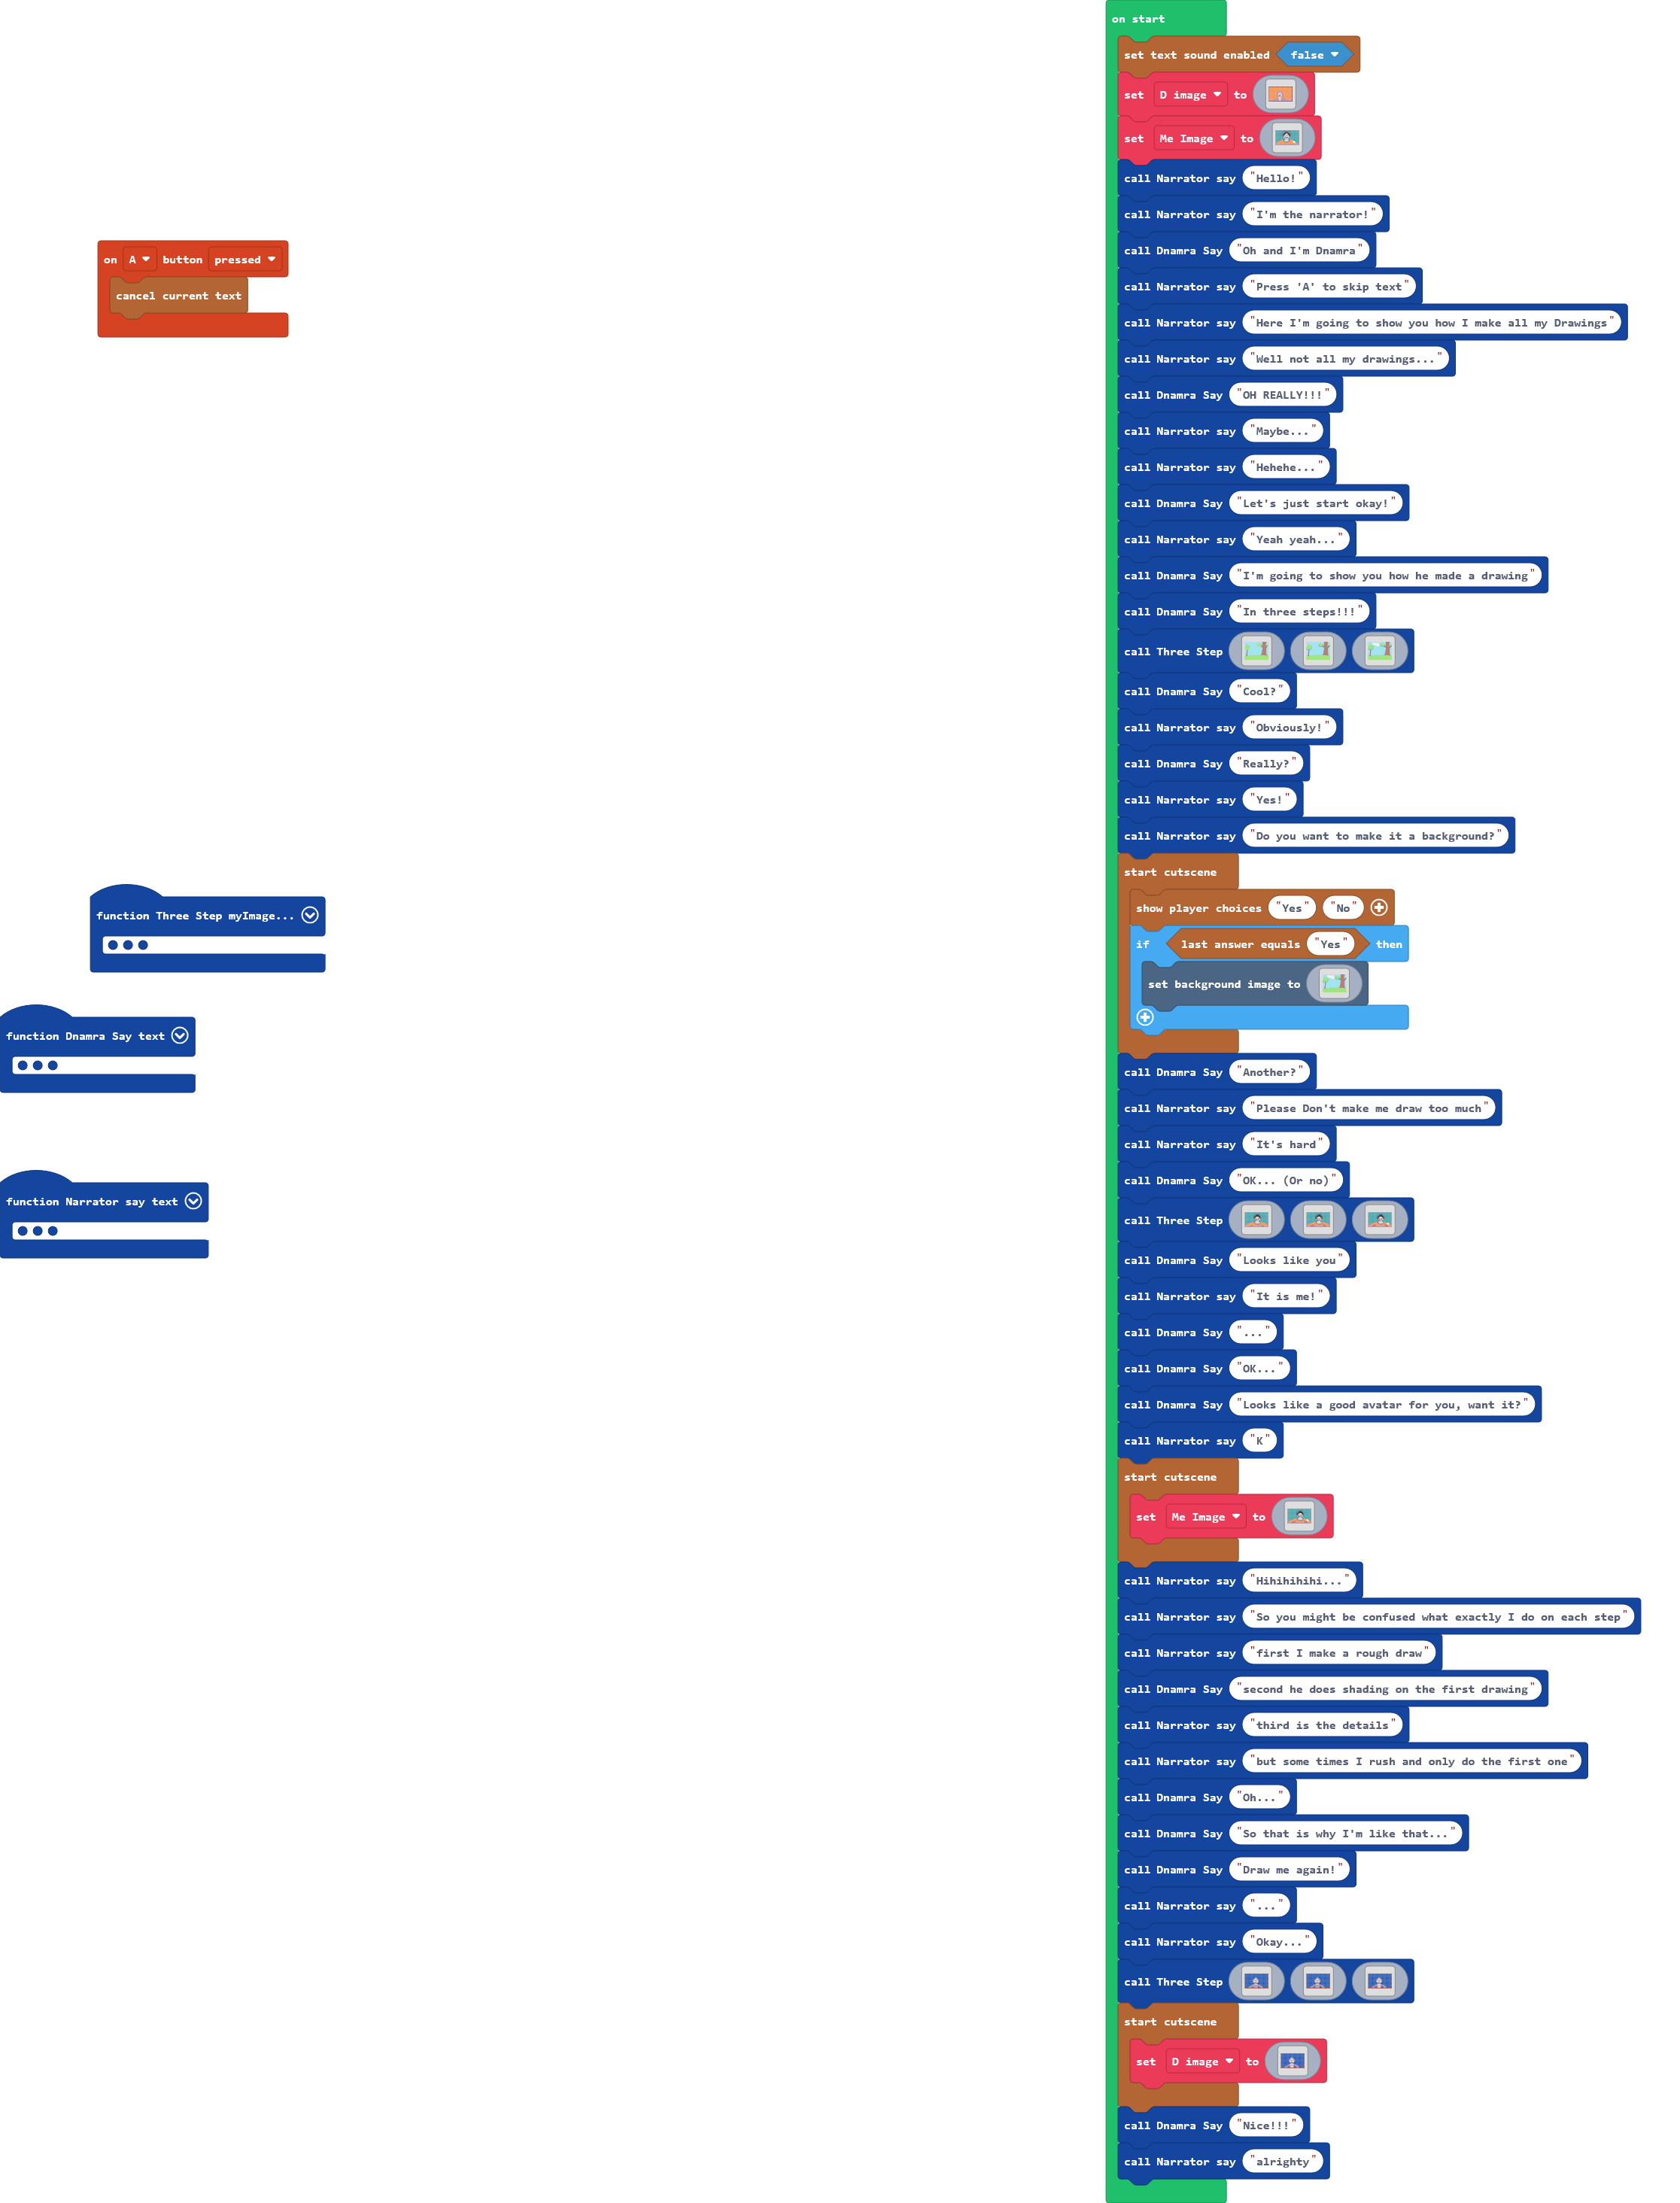 on start
set text sound enabled false
set D image to
set Me Image to
call Narrator say "Hello!"
call Narrator say "I'm the narrator!"
call Dnamra Say "Oh and I'm Dnamra"
call Narrator say "Press 'A' to skip text"
call Narrator say "Here I'm going to show you how I make all my Drawings"
call Narrator say "Well not all my drawings..."
call Dnamra Say "OH REALLY!!!"
call Narrator say "Maybe..."
call Narrator say "Hehehe..."
call Dnamra Say "Let's just start okay!"
call Narrator say "Yeah yeah..."
call Dnamra Say "I'm going to show you how he made a drawing"
call Dnamra Say "In three steps!!!"
call Three Step
call Dnamra Say "Cool?"
call Narrator say "Obviously!"
call Dnamra Say "Really?"
call Narrator say "Yes!"
call Narrator say "Do you want to make it a background?"
start cutscene
show player choices "Yes" "No"
if last answer equals "Yes" then
set background image to
call Dnamra Say "Another?"
call Narrator say "Please Don't make me draw too much"
call Narrator say "It's hard"
call Dnamra Say "OK... (Or no)"
call Three Step
call Dnamra Say "Looks like you"
call Narrator say "It is me!"
call Dnamra Say "..."
call Dnamra Say "OK..."
call Dnamra Say "Looks like a good avatar for you, want it?"
call Narrator say "K"
start cutscene
set Me Image to
call Narrator say "Hihihihihi..."
call Narrator say "So you might be confused what exactly I do on each step"
call Narrator say "first I make a rough draw"
call Dnamra Say "second he does shading on the first drawing"
call Narrator say "third is the details"
call Narrator say "but some times I rush and only do the first one"
call Dnamra Say "Oh..."
call Dnamra Say "So that is why I'm like that..."
call Dnamra Say "Draw me again!"
call Narrator say "..."
call Narrator say "Okay..."
call Three Step
start cutscene
set D image to
call Dnamra Say "Nice!!!"
call Narrator say "alrighty"
on A button pressed
cancel current text
function Three Step myImage...
function Dnamra Say text
function Narrator say text